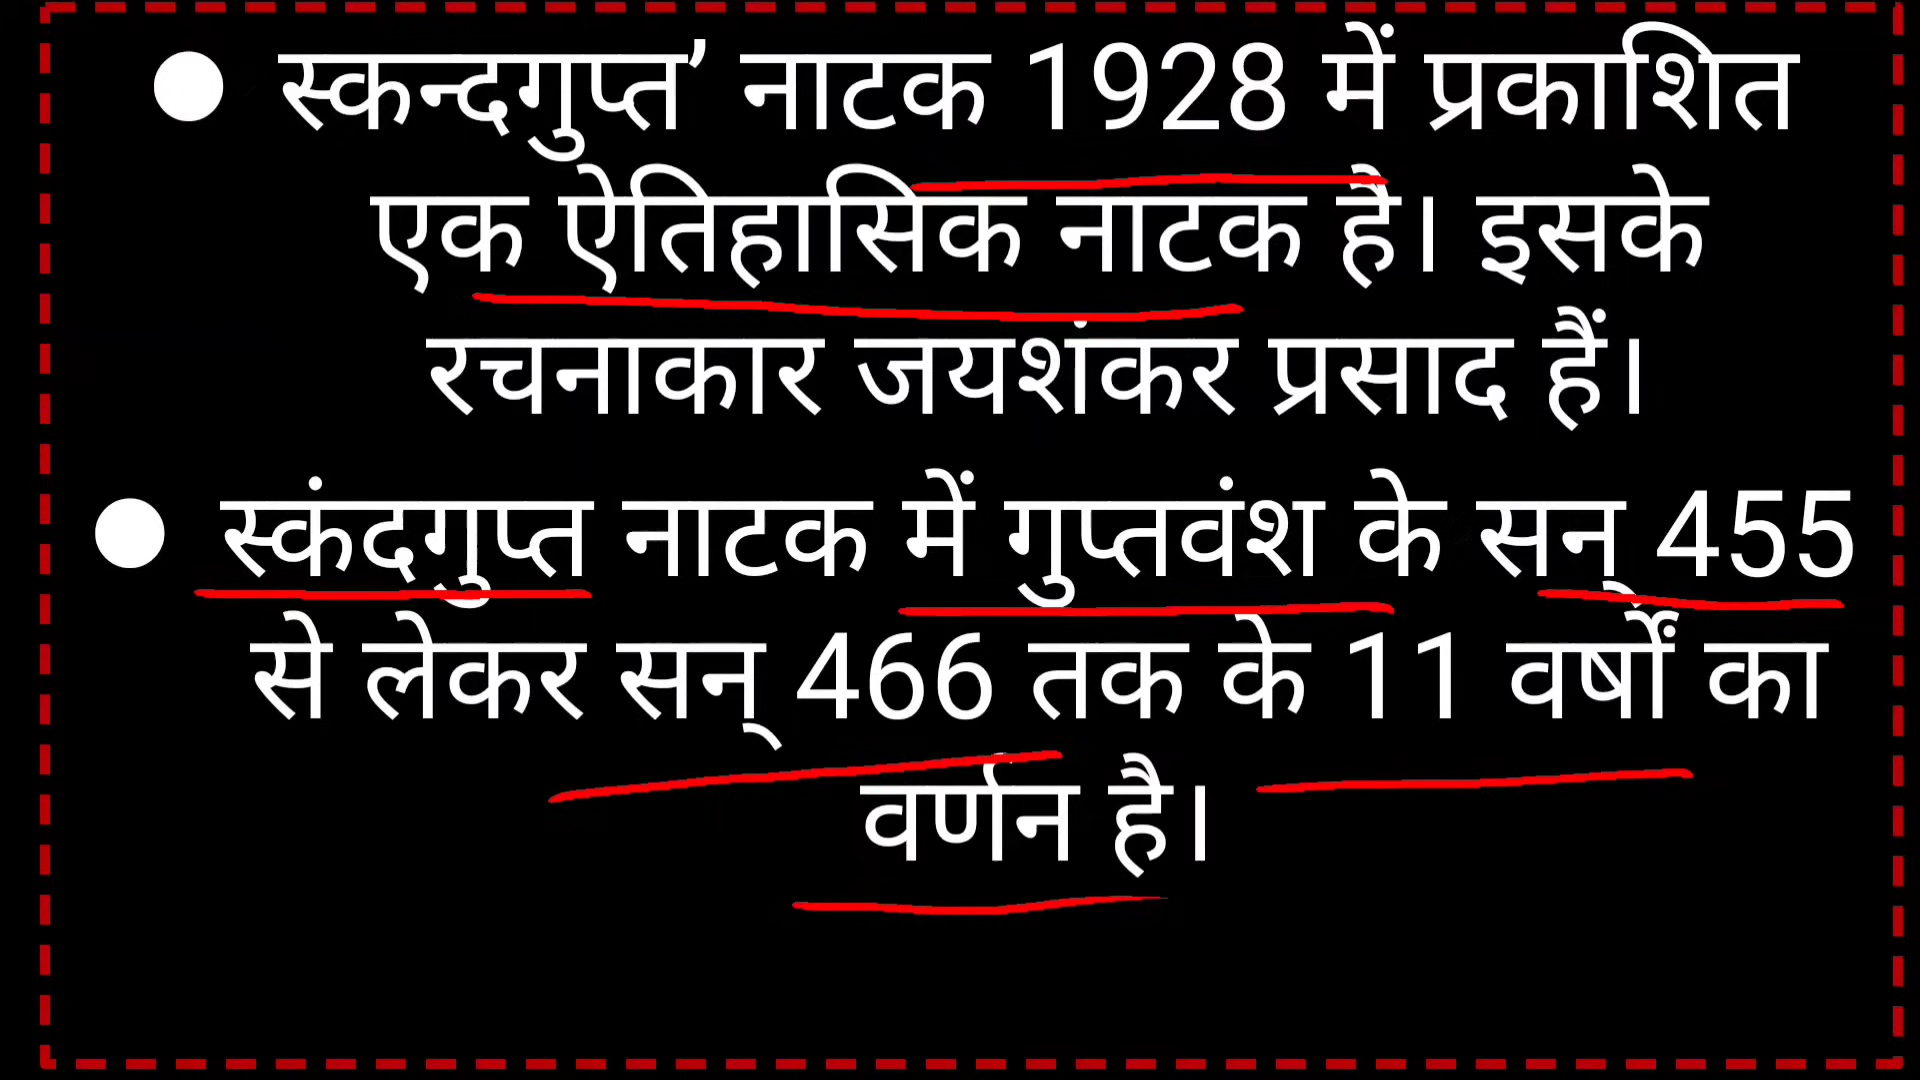 ● स्कन्दगुप्त’ नाटक 1928 में प्रकाशित
एक ऐतिहासिक नाटक है। इसके
रचनाकार जयशंकर प्रसाद हैं।
● स्कंदगुप्त नाटक में गुप्तवंश के सन् 455
से लेकर सन् 466 तक के 11 वर्षों का
वर्णन है।